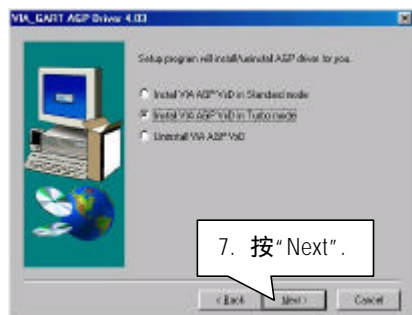 VIA_GART AGP Driver 4.03
Setup program will install/uninstall AGP driver for you.
Install VIA AGP VxD in Standard mode
Install VIA AGP VxD in Turbo mode
Uninstall VIA AGP VxD
7. 按“Next”.
< Back
Next >
Cancel